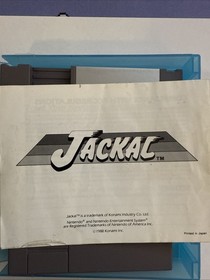 JACKAL TM
Jackal™ is a trademark of Konami Industry Co. Ltd.
Nintendo® and Nintendo Entertainment System®
are Registered Trademarks of Nintendo of America Inc.
©1988 Konami Inc.
Printed in Japan